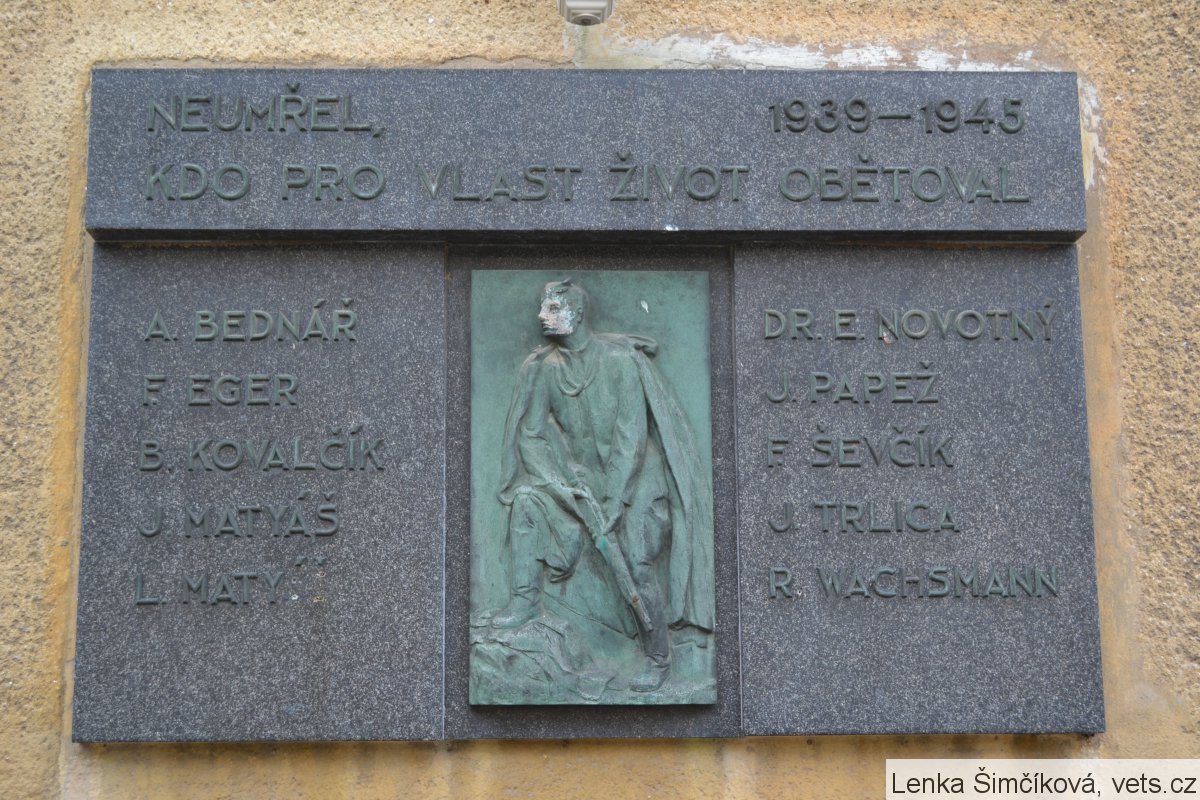 NEUMŘEL, 1939–1945
KDO PRO VLAST ŽIVOT OBĚTOVAL
A. BEDNÁŘ
F. EGER
B. KOVALČÍK
J. MATYÁŠ
L. MATY
DR. E. NOVOTNÝ
J. PAPEŽ
F. ŠEVČÍK
J. TRLICA
R. WACHSMANN
Lenka Šimčíková, vets.cz